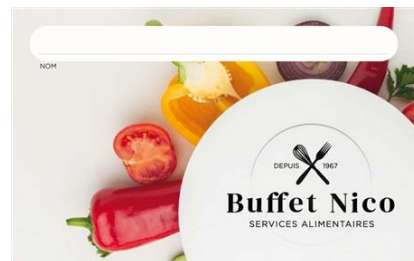 NOM
DEPUIS 1967
Buffet Nico
SERVICES ALIMENTAIRES